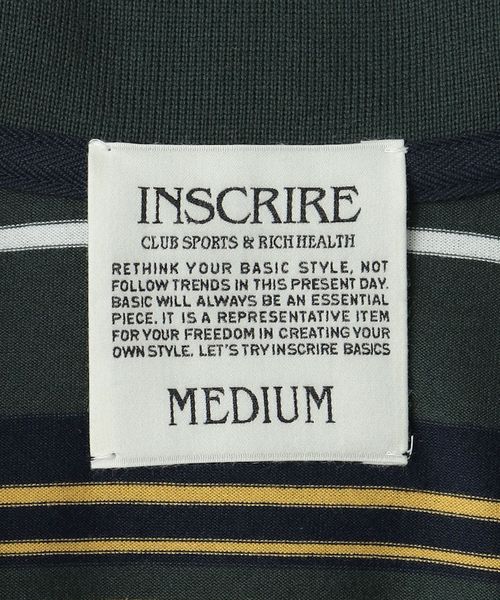 INSCRIRE
CLUB SPORTS & RICH HEALTH
RETHINK YOUR BASIC STYLE, NOT
FOLLOW TRENDS IN THIS PRESENT DAY.
BASIC WILL ALWAYS BE AN ESSENTIAL
PIECE. IT IS A REPRESENTATIVE ITEM
FOR YOUR FREEDOM IN CREATING YOUR
OWN STYLE. LET'S TRY INSCRIRE BASICS
MEDIUM